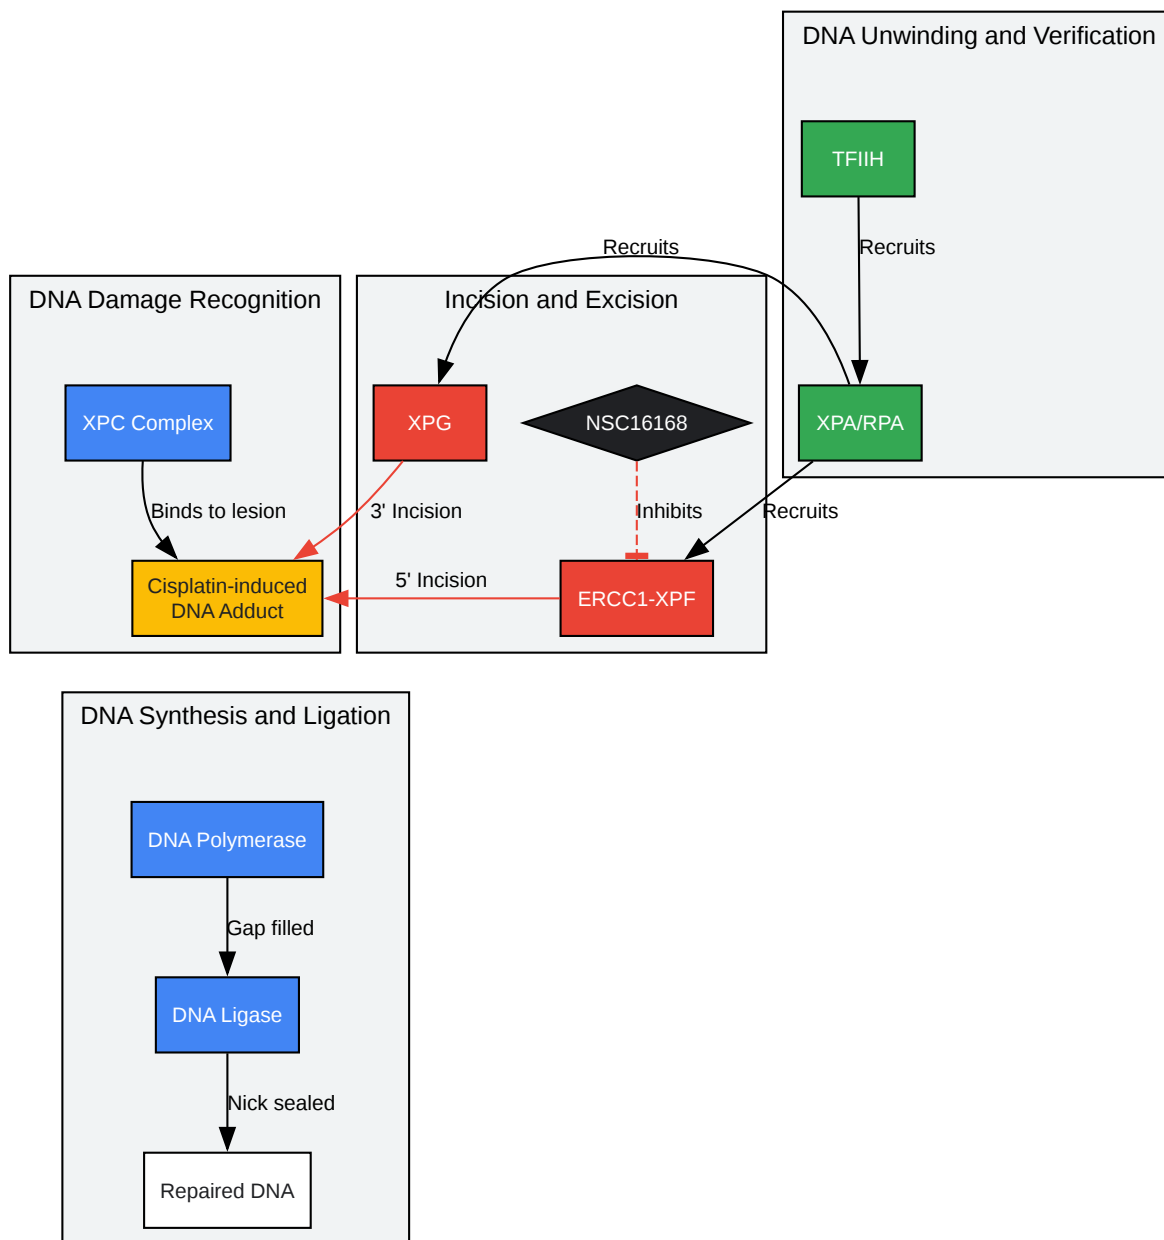 DNA Unwinding and Verification
TFIIH
Recruits
Recruits
DNA Damage Recognition
Incision and Excision
XPC Complex
XPG
NSC16168
XPA/RPA
Binds to lesion
3' Incision
Inhibits
Recruits
Cisplatin-induced
DNA Adduct
5' Incision
ERCC1-XPF
DNA Synthesis and Ligation
DNA Polymerase
Gap filled
DNA Ligase
Nick sealed
Repaired DNA